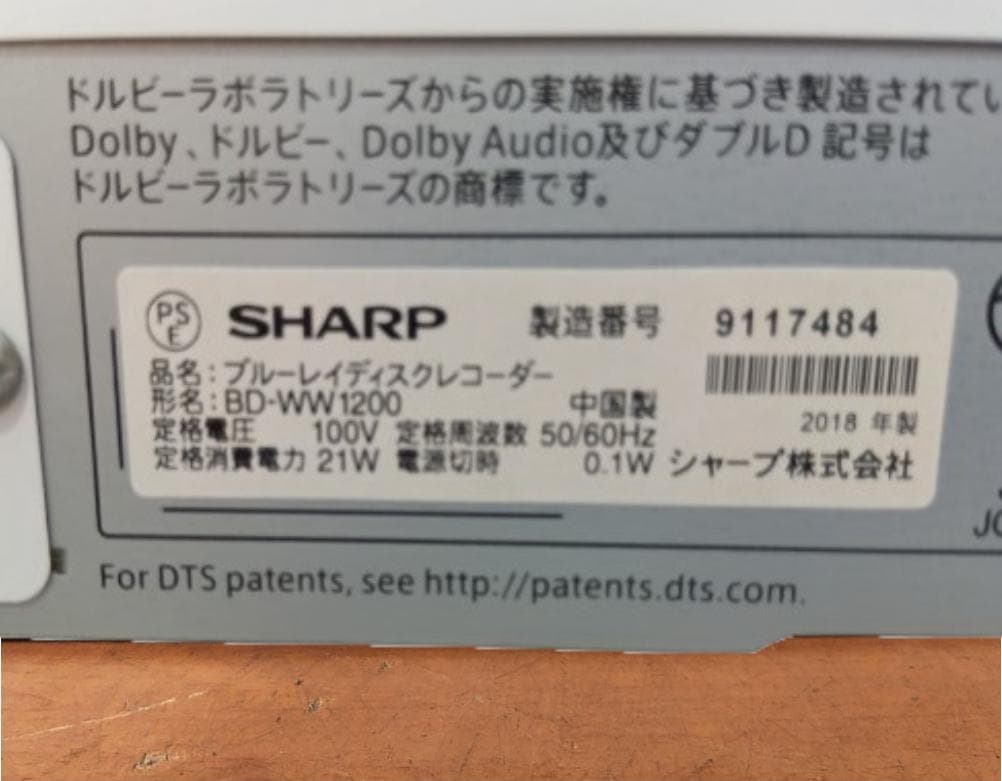 ドルビーラボラトリーズからの実施権に基づき製造されてい
Dolby、ドルビー、Dolby Audio及びダブルD 記号は
ドルビーラボラトリーズの商標です。
PSE SHARP 製造番号 9117484
品名:ブルーレイディスクレコーダー
形名:BD-WW1200 中国製 2018 年製
定格電圧 100V 定格周波数 50/60Hz
定格消費電力 21W 電源切時 0.1W シャープ株式会社
For DTS patents, see http://patents.dts.com.